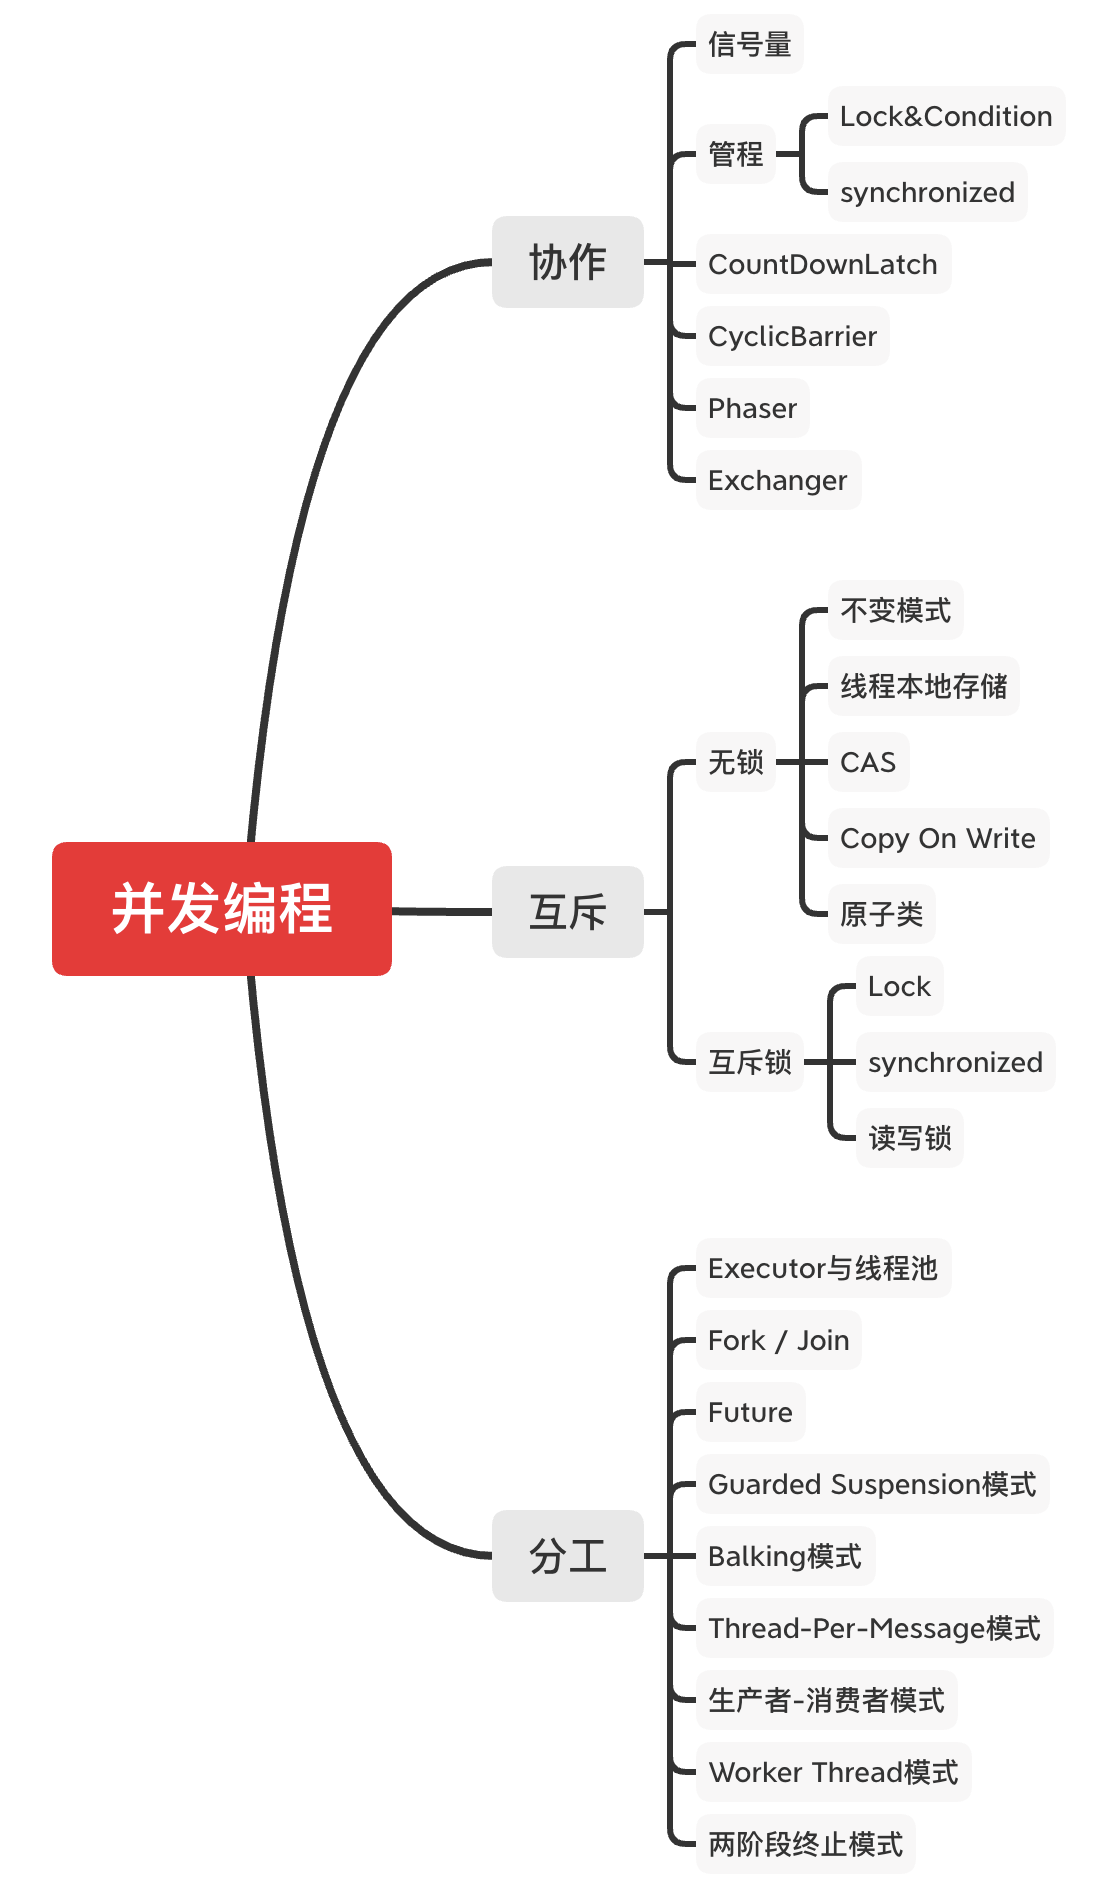 并发编程
协作
信号量
管程
Lock&Condition
synchronized
CountDownLatch
CyclicBarrier
Phaser
Exchanger
互斥
无锁
不变模式
线程本地存储
CAS
Copy On Write
原子类
互斥锁
Lock
synchronized
读写锁
分工
Executor与线程池
Fork / Join
Future
Guarded Suspension模式
Balking模式
Thread-Per-Message模式
生产者-消费者模式
Worker Thread模式
两阶段终止模式